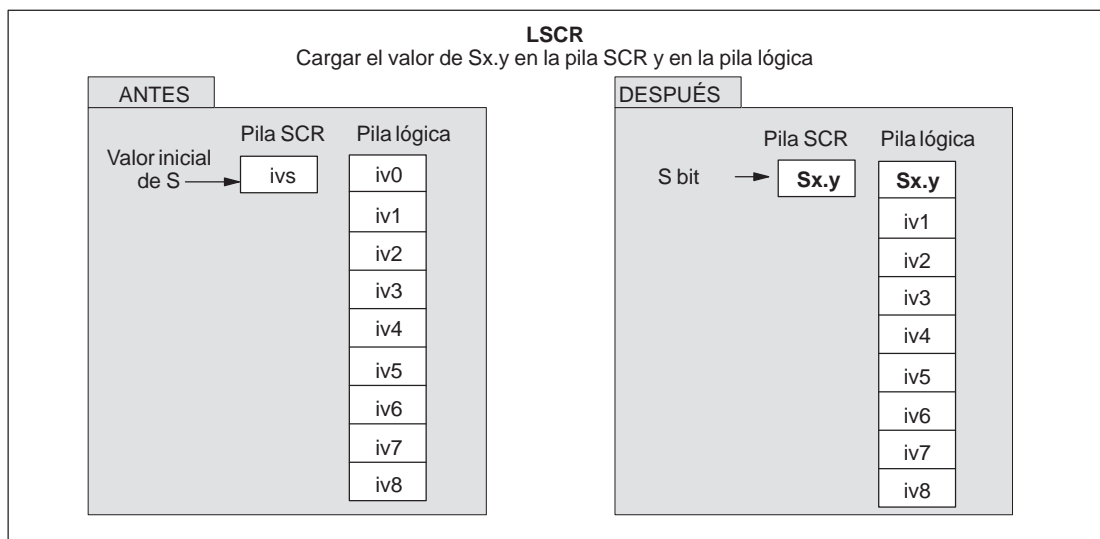 LSCR
Cargar el valor de Sx.y en la pila SCR y en la pila lógica
ANTES
Pila SCR
Pila lógica
Valor inicial
de S
ivs
iv0
iv1
iv2
iv3
iv4
iv5
iv6
iv7
iv8
DESPUÉS
Pila SCR
Pila lógica
S bit
Sx.y
Sx.y
iv1
iv2
iv3
iv4
iv5
iv6
iv7
iv8